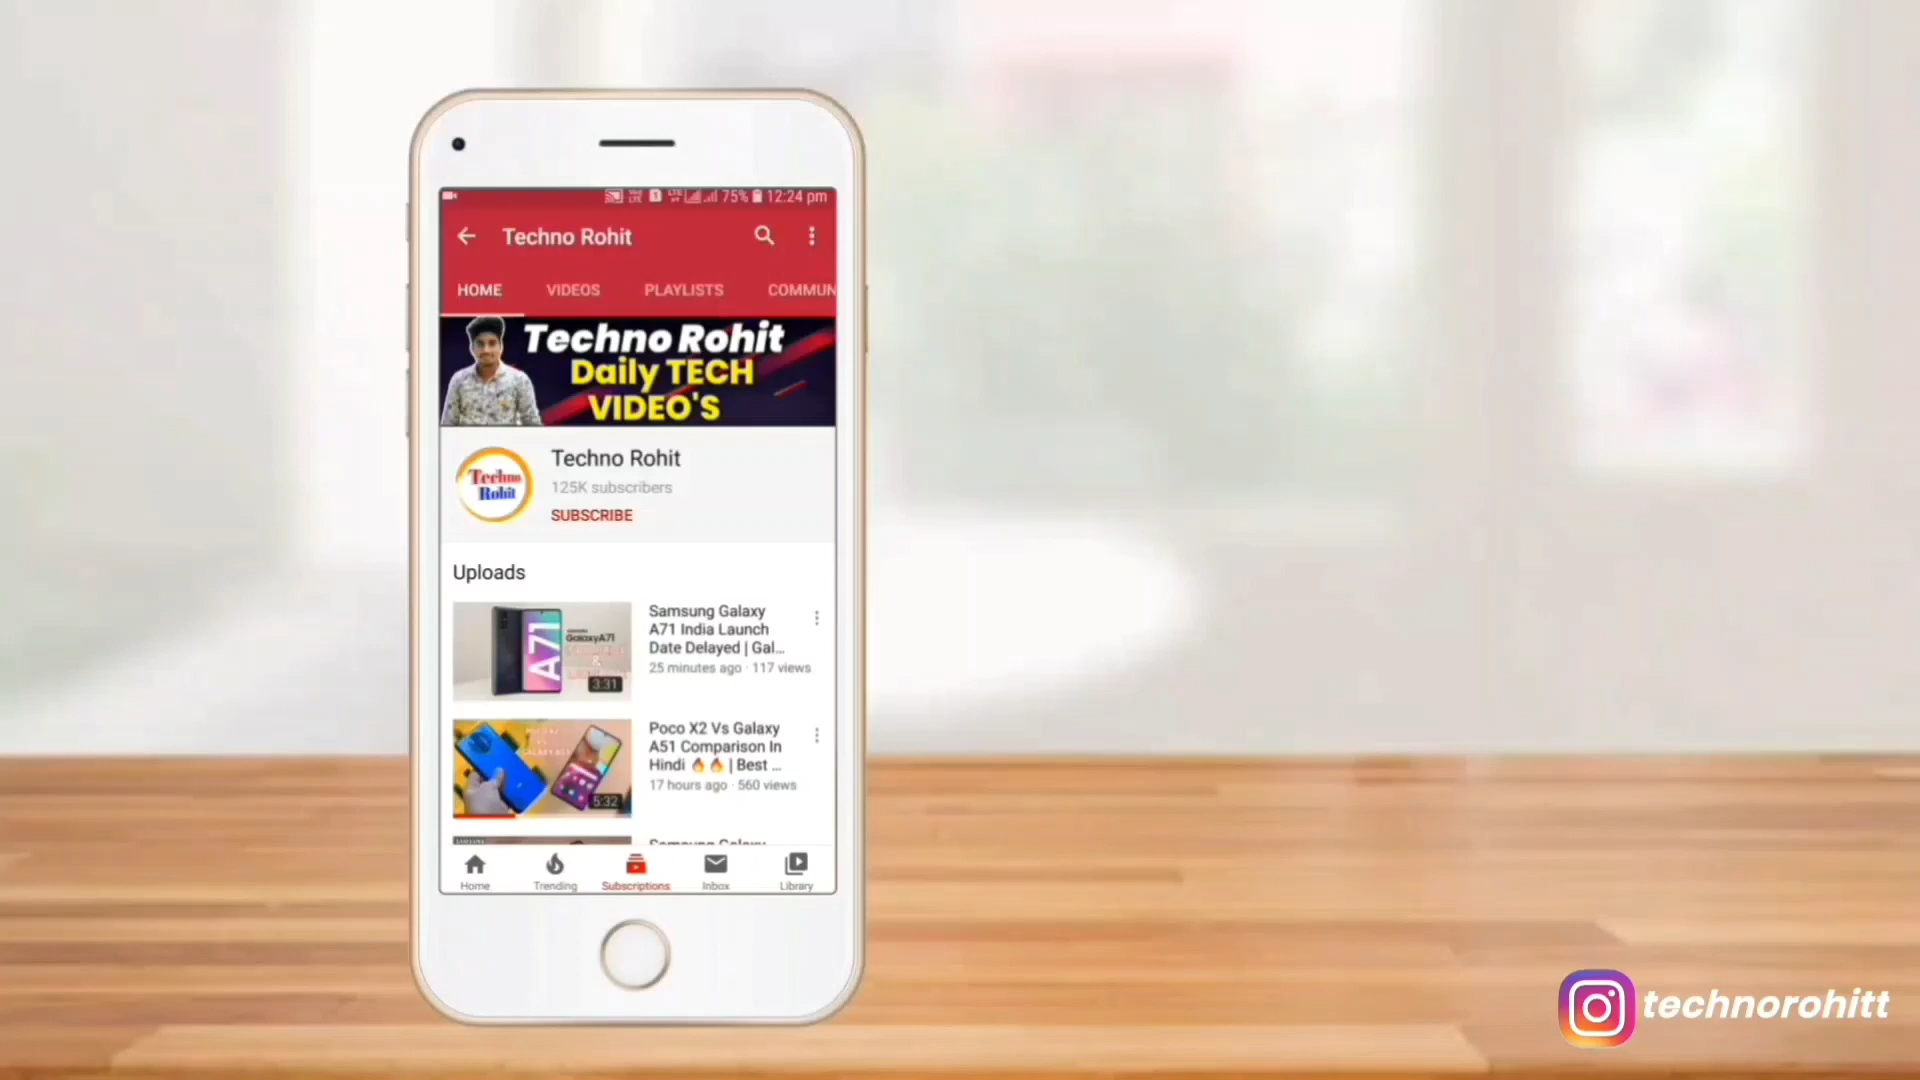 75% 12:24 pm
Techno Rohit
HOME VIDEOS PLAYLISTS COMMUN
Techno Rohit
Daily TECH
VIDEO'S
Techno
Rohit
Techno Rohit
125K subscribers
SUBSCRIBE
Uploads
A71
GalaxyA71
&
3:31
Samsung Galaxy
A71 India Launch
Date Delayed | Gal...
25 minutes ago · 117 views
5:32
Poco X2 Vs Galaxy
A51 Comparison In
Hindi 🔥🔥 | Best ...
17 hours ago · 560 views
Samsung Galaxy
Home Trending Subscriptions Inbox Library
technorohitt